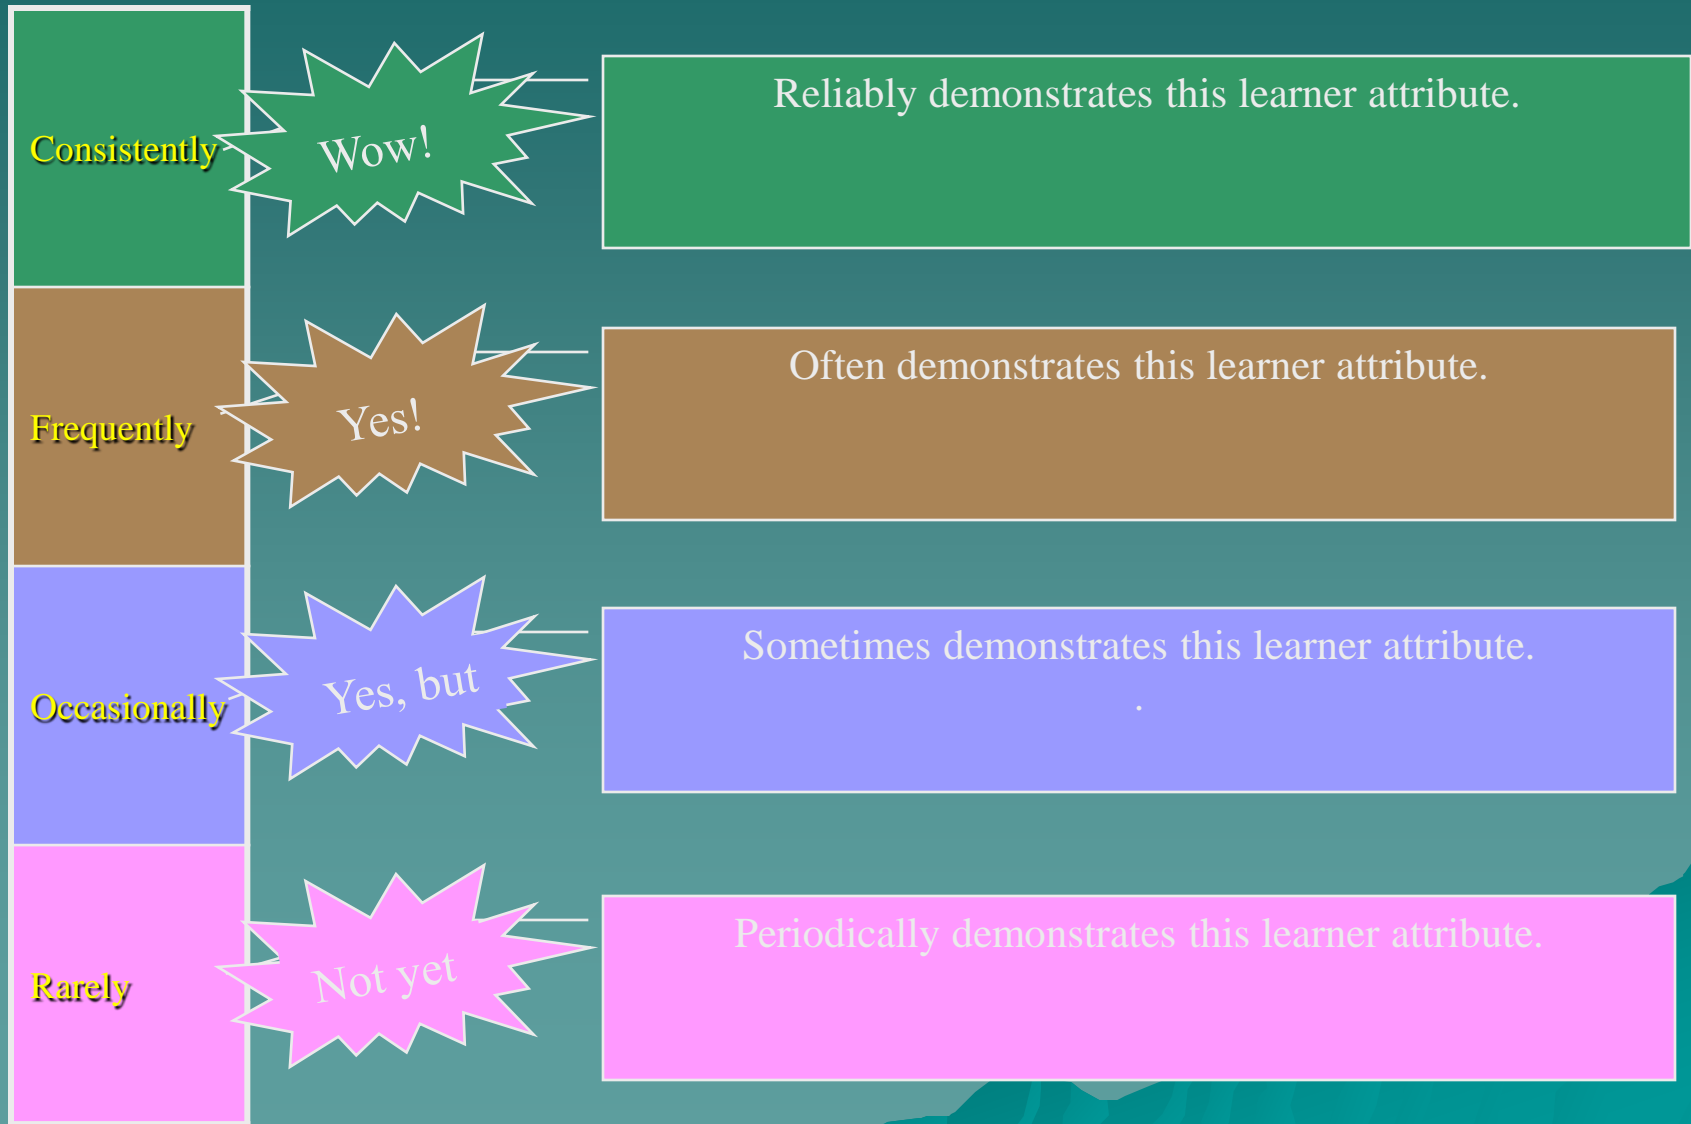 Consistently
Wow!
Reliably demonstrates this learner attribute.
Frequently
Yes!
Often demonstrates this learner attribute.
Occasionally
Yes, but
Sometimes demonstrates this learner attribute.
.
Rarely
Not yet
Periodically demonstrates this learner attribute.